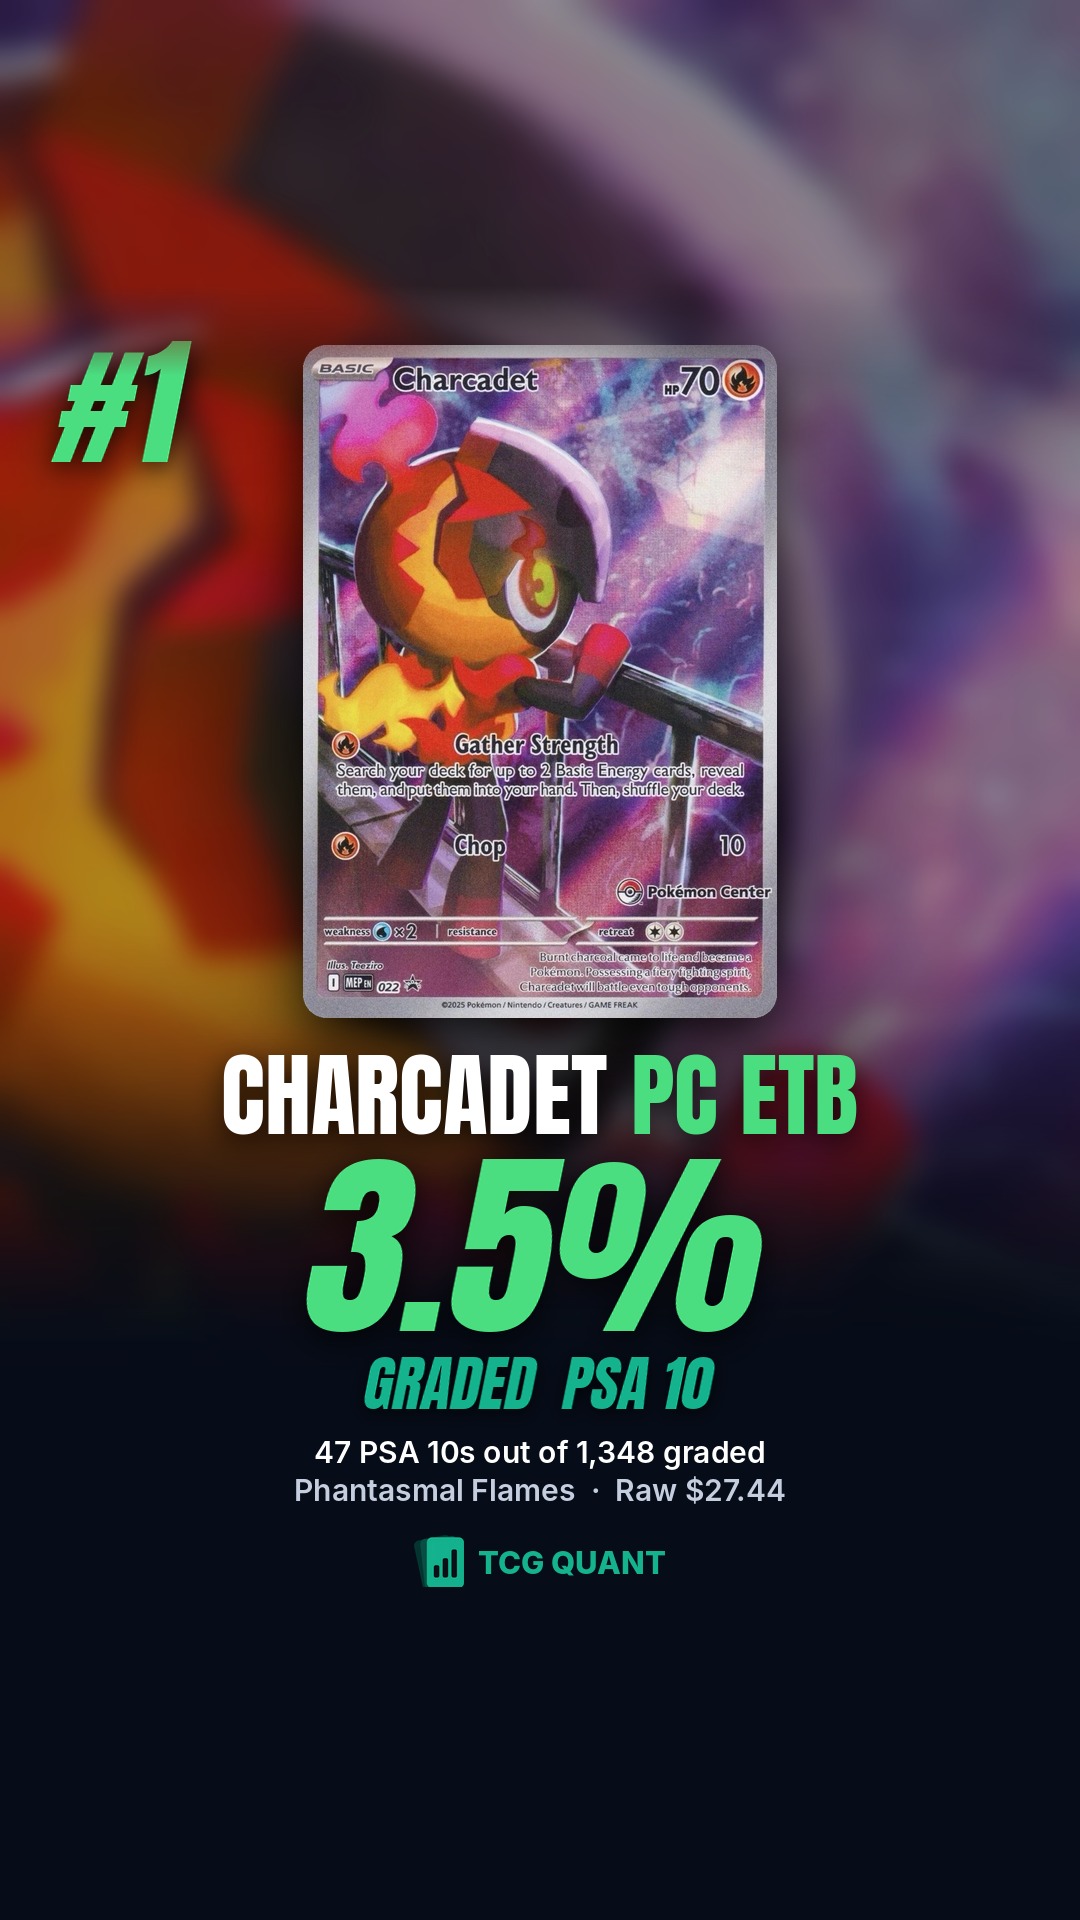 #1
BASIC
Charcadet
HP 70
Gather Strength
Search your deck for up to 2 Basic Energy cards, reveal
them, and put them into your hand. Then, shuffle your deck.
Chop 10
Pokémon Center
weakness ×2 resistance retreat
Burnt charcoal came to life and became a
Pokémon. Possessing a fiery fighting spirit,
Charcadet will battle even tough opponents.
Illus. Teeziro
I MEP EN 022
©2025 Pokémon / Nintendo / Creatures / GAME FREAK
CHARCADET PC ETB
3.5%
GRADED PSA 10
47 PSA 10s out of 1,348 graded
Phantasmal Flames · Raw $27.44
TCG QUANT